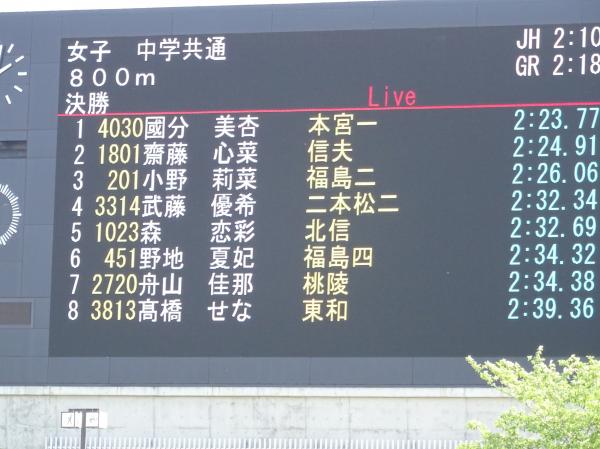 女子　中学共通 JH 2:10
８００ｍ GR 2:18
決勝 Live
1 4030 國分　美杏 本宮一 2:23.77
2 1801 齋藤　心菜 信夫 2:24.91
3 201 小野　莉菜 福島二 2:26.06
4 3314 武藤　優希 二本松二 2:32.34
5 1023 森　恋彩 北信 2:32.69
6 451 野地　夏妃 福島四 2:34.32
7 2720 舟山　佳那 桃陵 2:34.38
8 3813 髙橋　せな 東和 2:39.36